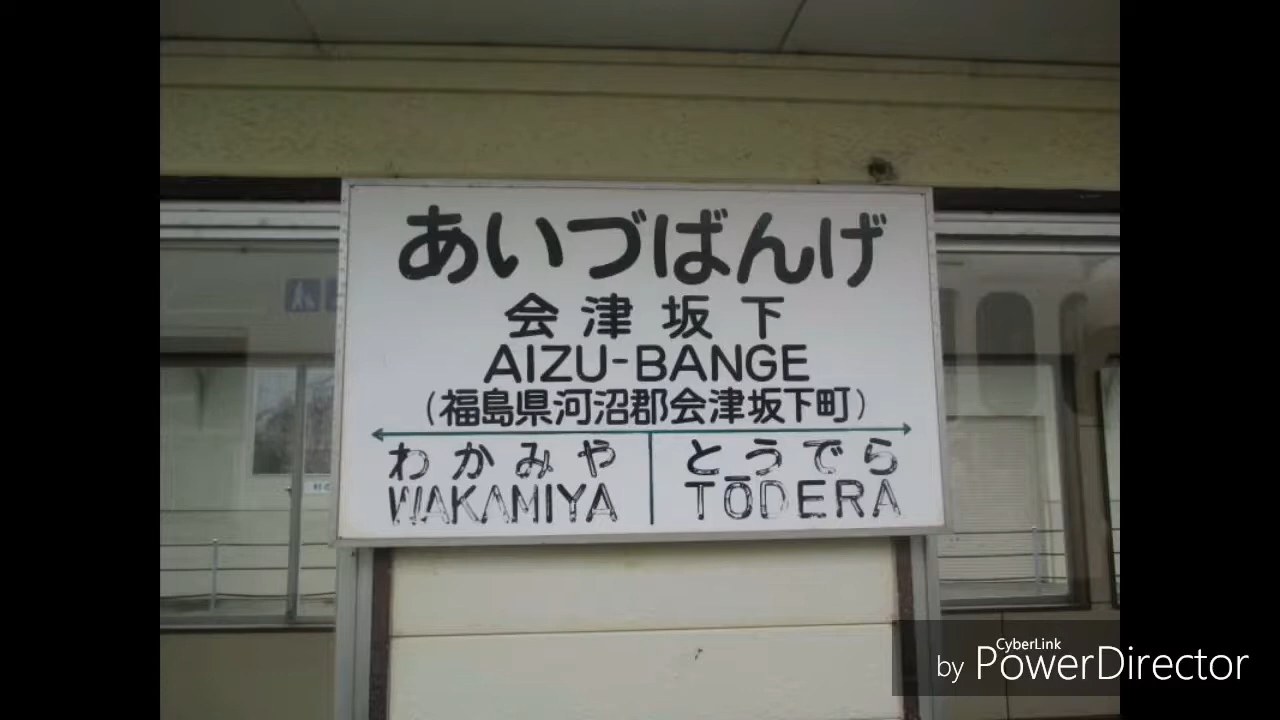 あいづばんげ
会津坂下
AIZU-BANGE
(福島県河沼郡会津坂下町)
わかみや とうでら
WAKAMIYA TŌDERA
CyberLink
by PowerDirector